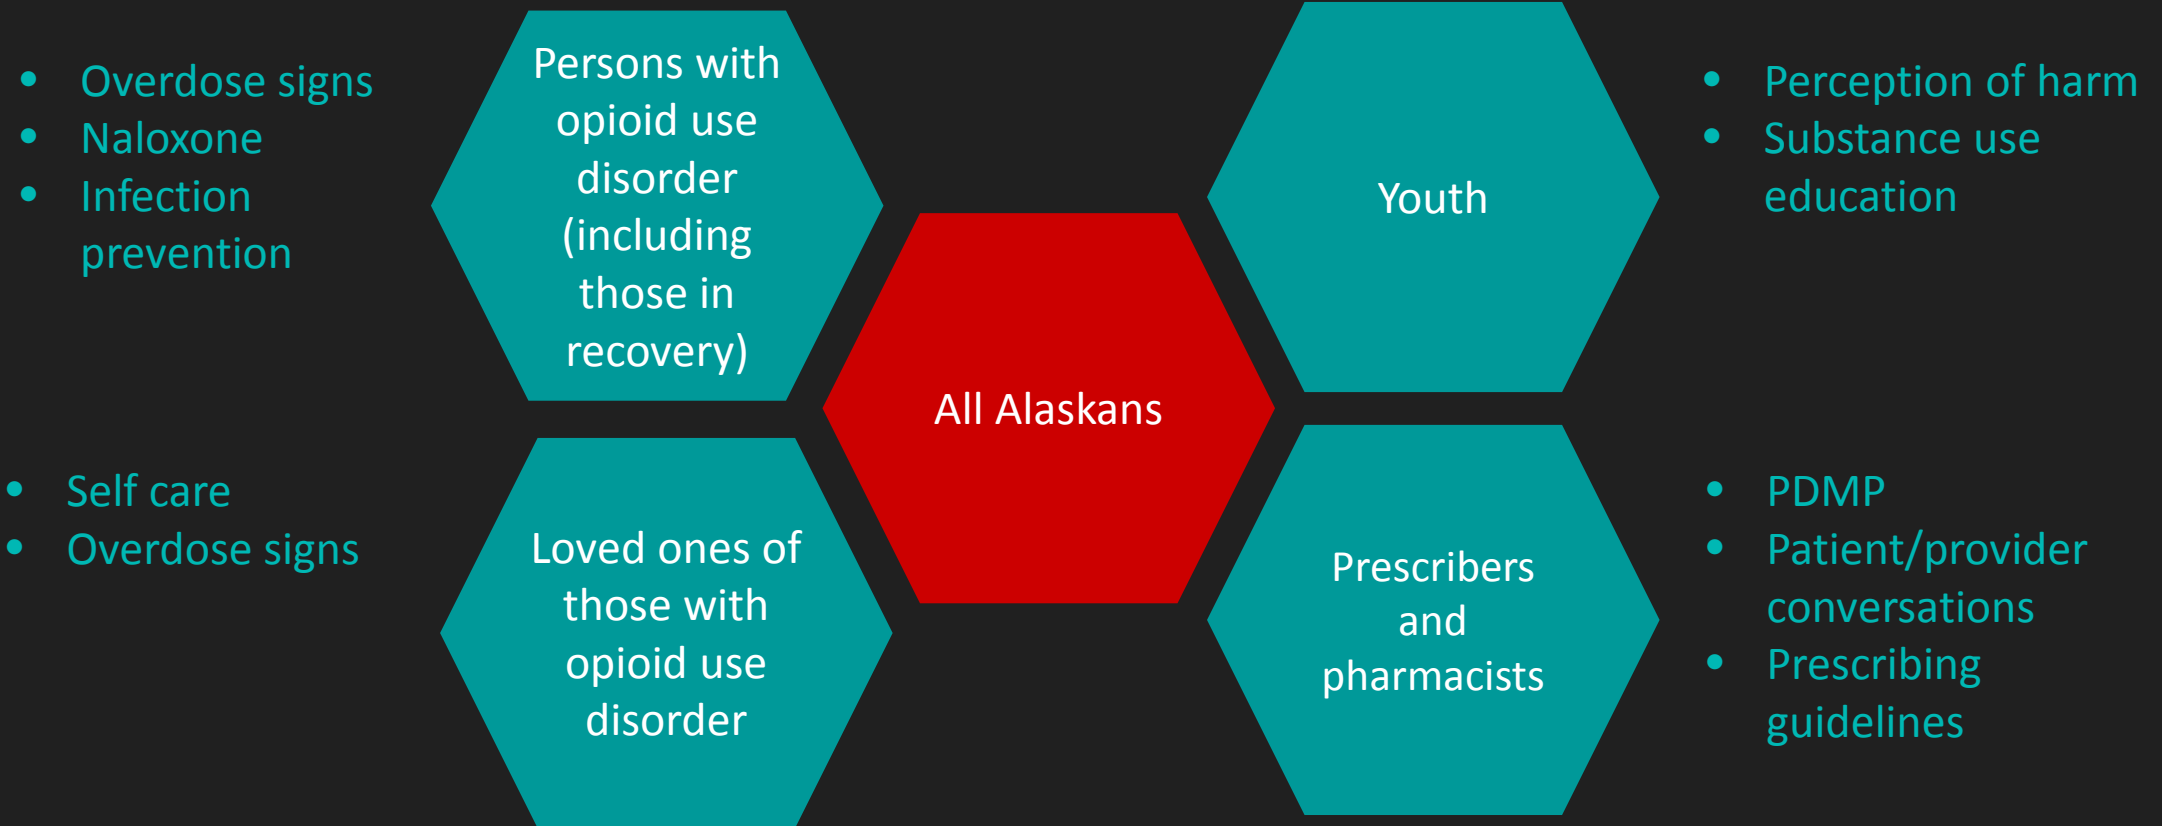 • Overdose signs
• Naloxone
• Infection
prevention
Persons with
opioid use
disorder
(including
those in
recovery)
Youth
• Perception of harm
• Substance use
education
All Alaskans
• Self care
• Overdose signs
Loved ones of
those with
opioid use
disorder
Prescribers
and
pharmacists
• PDMP
• Patient/provider
conversations
• Prescribing
guidelines